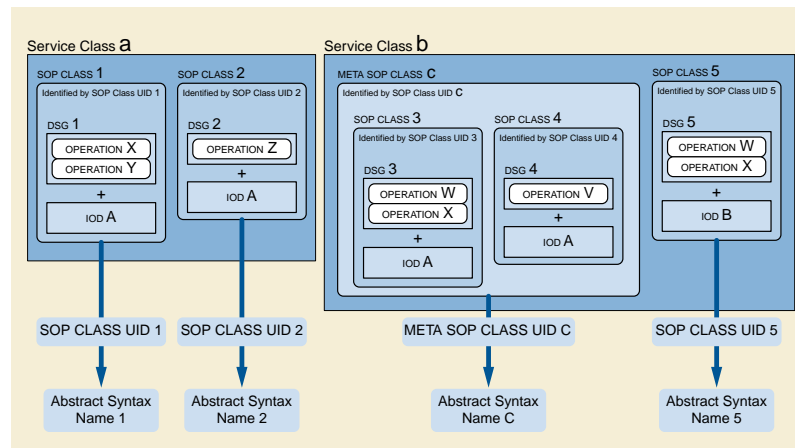 Service Class a
SOP CLASS 1
Identified by SOP Class UID 1
DSG 1
OPERATION X
OPERATION Y
+
IOD A
SOP CLASS 2
Identified by SOP Class UID 2
DSG 2
OPERATION Z
+
IOD A
Service Class b
META SOP CLASS C
Identified by SOP Class UID C
SOP CLASS 3
Identified by SOP Class UID 3
DSG 3
OPERATION W
OPERATION X
+
IOD A
SOP CLASS 4
Identified by SOP Class UID 4
DSG 4
OPERATION V
+
IOD A
SOP CLASS 5
Identified by SOP Class UID 5
DSG 5
OPERATION W
OPERATION X
+
IOD B
SOP CLASS UID 1
SOP CLASS UID 2
META SOP CLASS UID C
SOP CLASS UID 5
Abstract Syntax
Name 1
Abstract Syntax
Name 2
Abstract Syntax
Name C
Abstract Syntax
Name 5